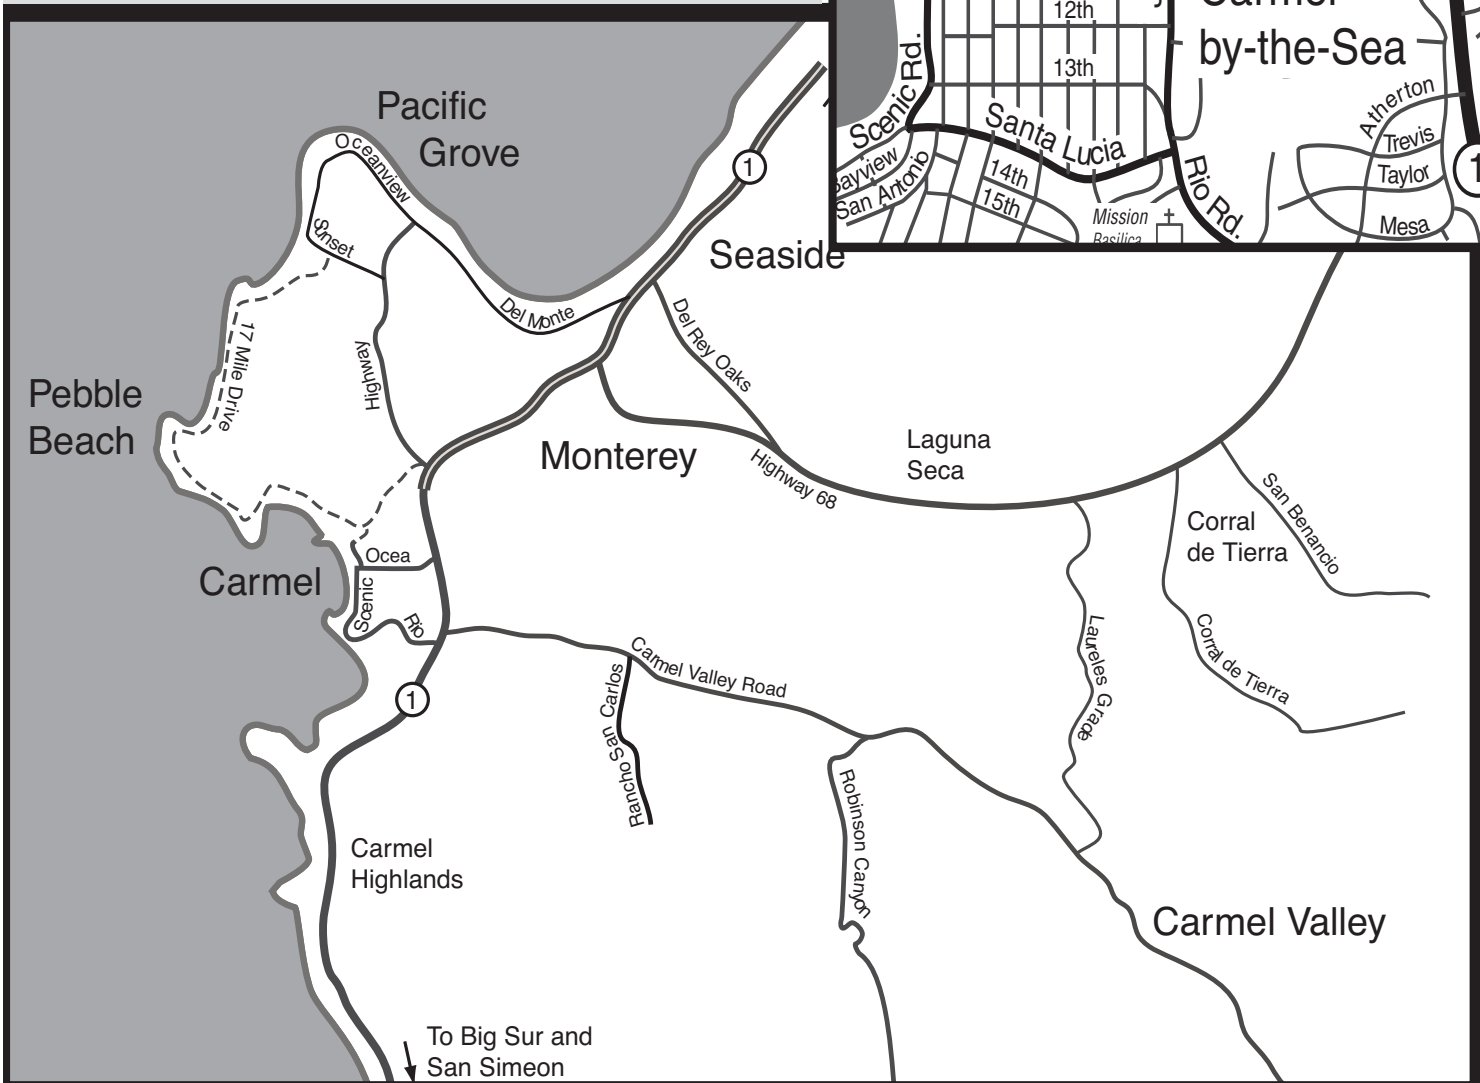 12th
by-the-Sea
13th
Scenic Rd.
Santa Lucia
Atherton
Trevis
Taylor
Mesa
1
Bayview
San Antonio
14th
15th
Mission
Basilica
Rio Rd.
Pacific
Grove
Oceanview
Sunset
1
Seaside
Del Monte
Del Rey Oaks
17 Mile Drive
Highway
Pebble
Beach
Monterey
Highway 68
Laguna
Seca
San Benancio
Corral
de Tierra
Corral de Tierra
Laureles Grade
Ocea
Carmel
Scenic
Rio
Carmel Valley Road
Rancho San Carlos
1
Robinson Canyon
Carmel
Highlands
Carmel Valley
To Big Sur and
San Simeon